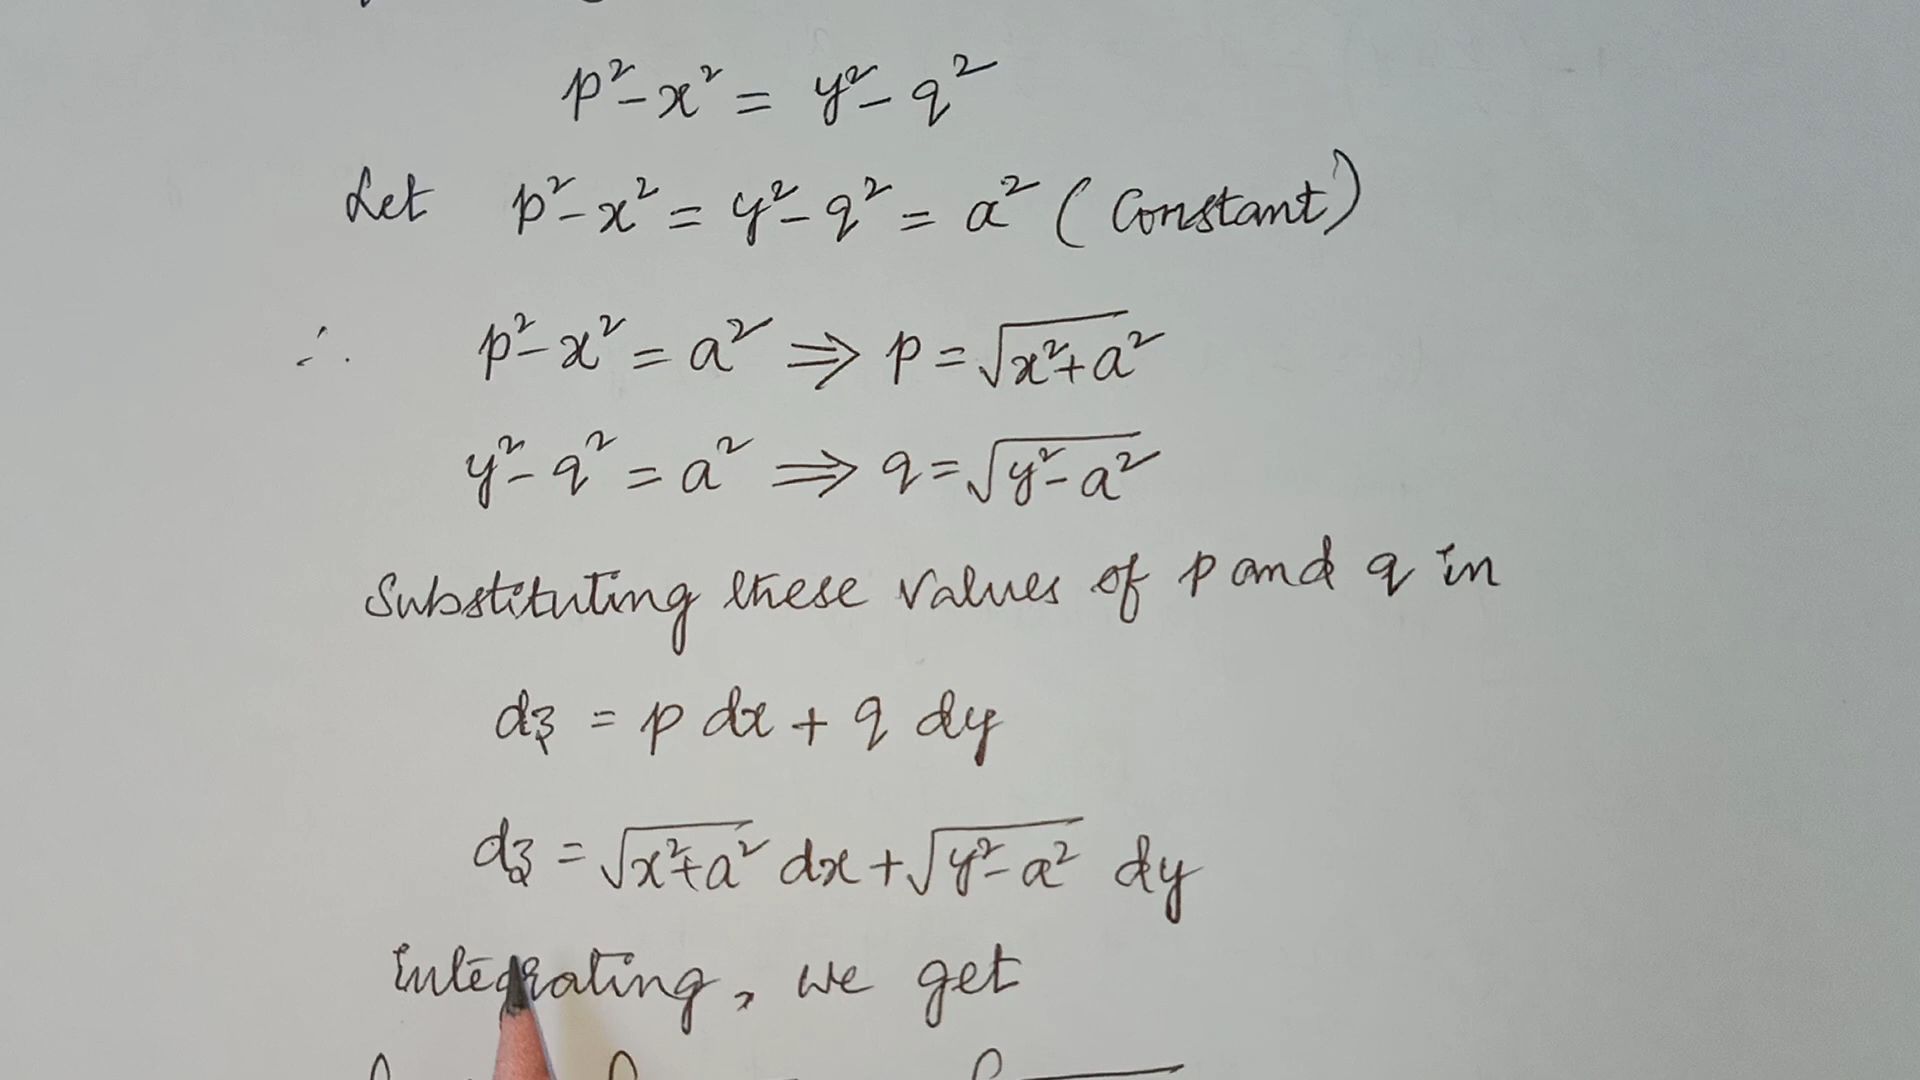 p² - x² = y² - q²
Let p² - x² = y² - q² = a² (Constant)
∴ p² - x² = a² ⟹ p = √(x² + a²)
y² - q² = a² ⟹ q = √(y² - a²)
Substituting these values of p and q in
dz = p dx + q dy
dz = √(x² + a²) dx + √(y² - a²) dy
integrating, we get